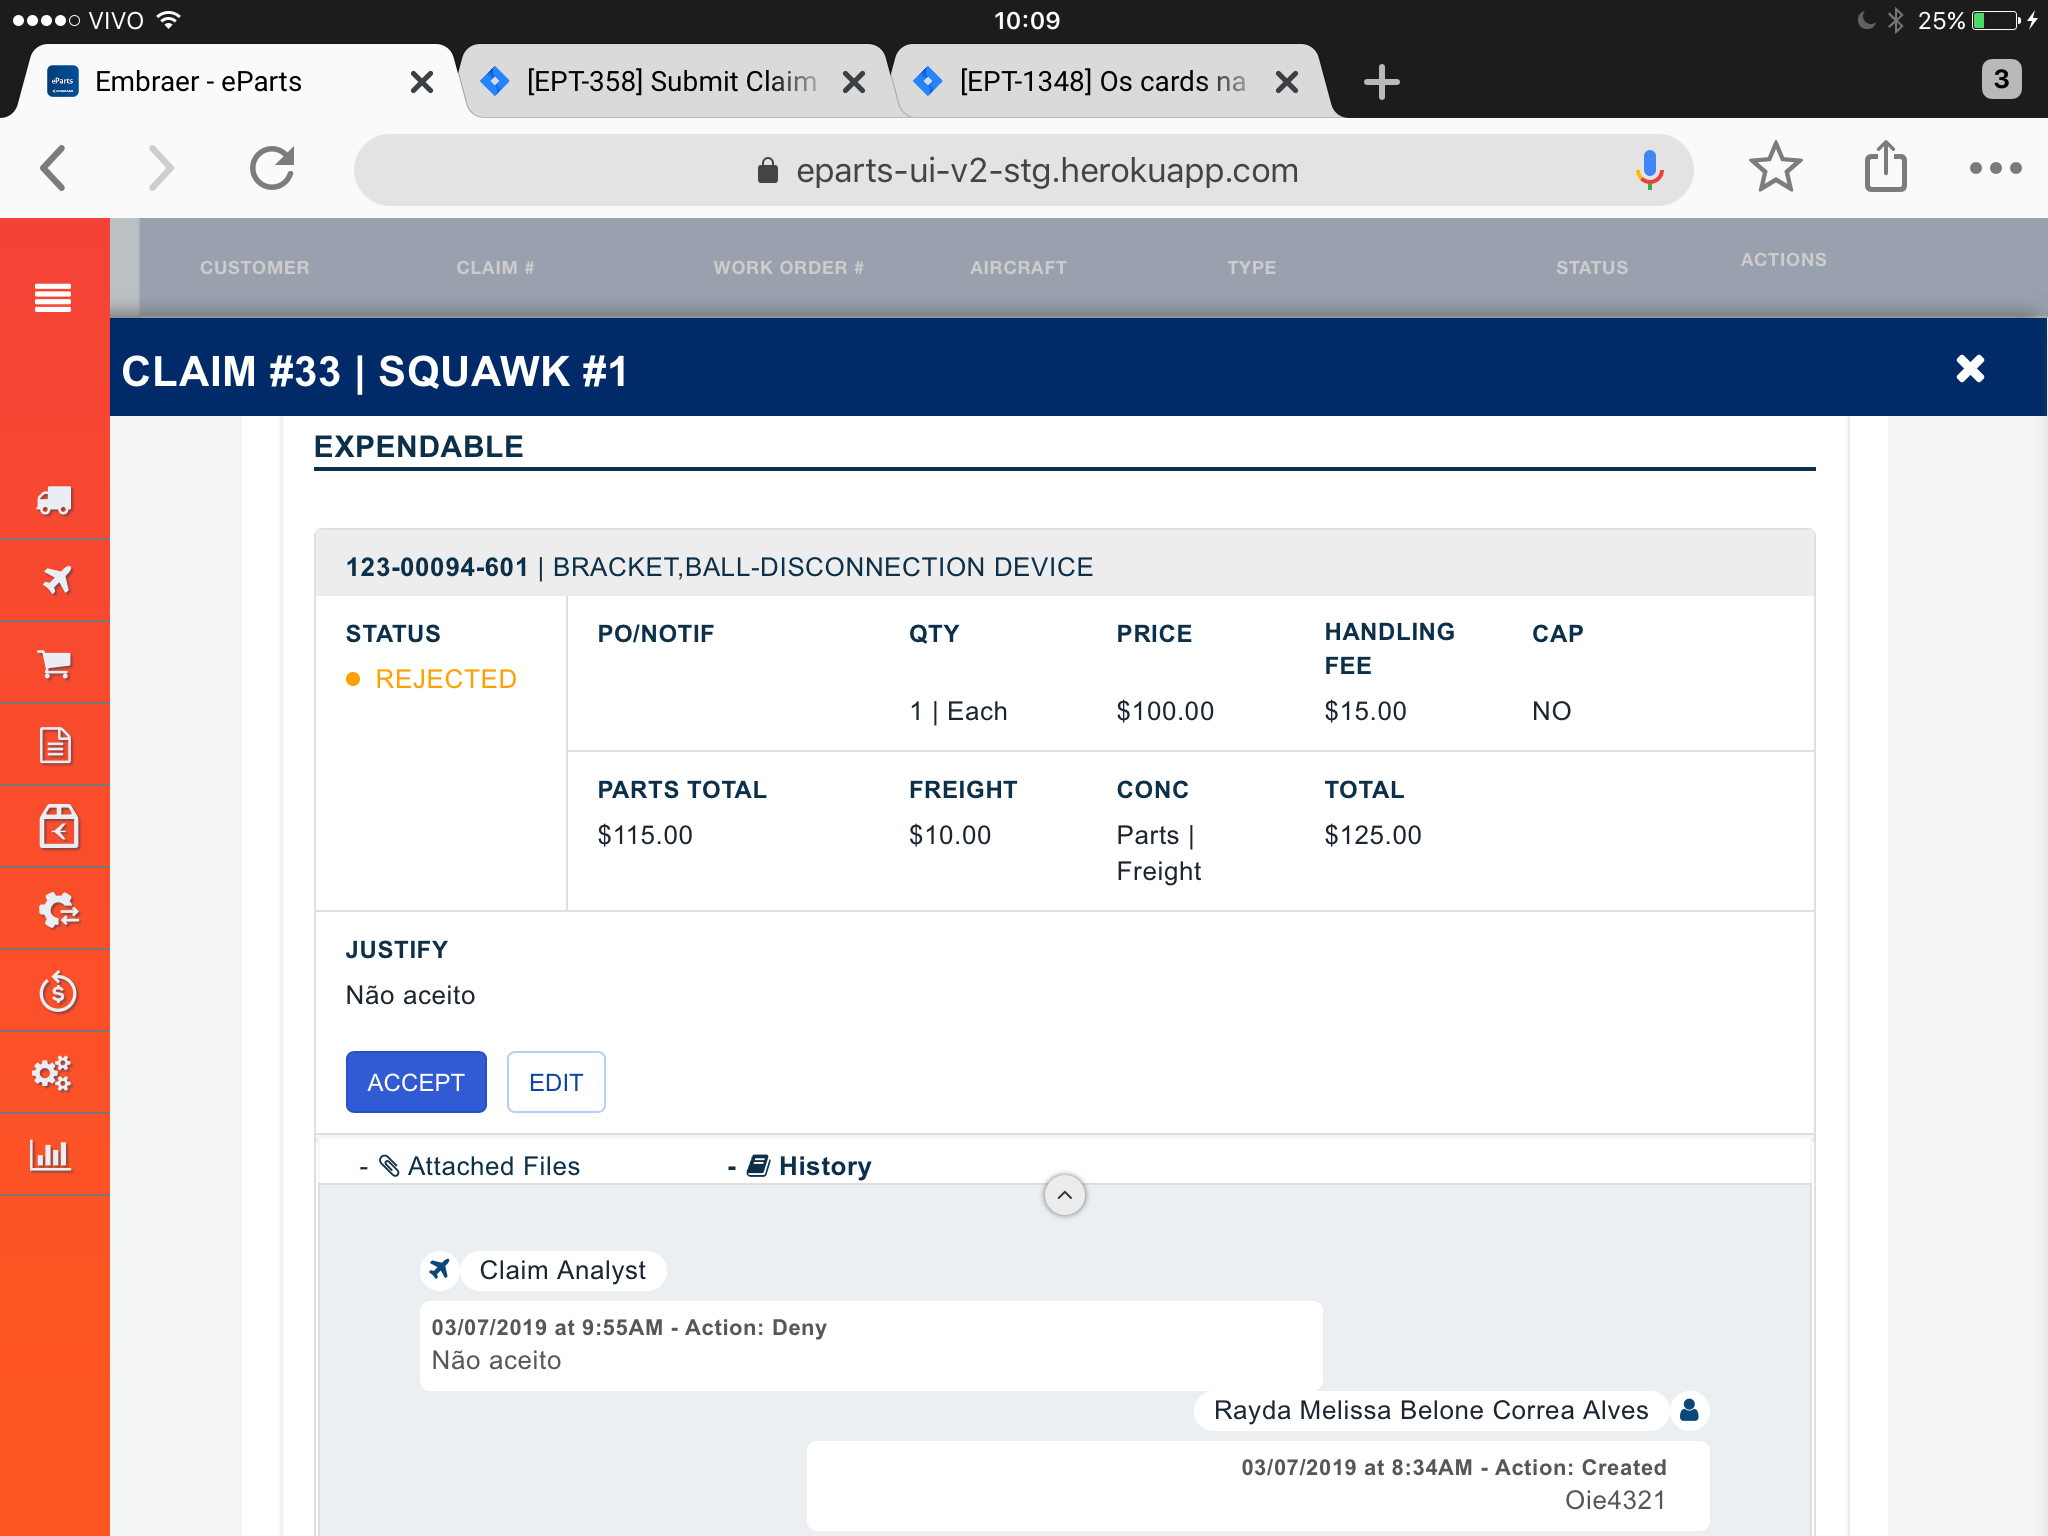 VIVO 10:09 25%
Embraer - eParts [EPT-358] Submit Claim [EPT-1348] Os cards na 3
eparts-ui-v2-stg.herokuapp.com
CUSTOMER CLAIM # WORK ORDER # AIRCRAFT TYPE STATUS ACTIONS
CLAIM #33 | SQUAWK #1
EXPENDABLE
123-00094-601 | BRACKET,BALL-DISCONNECTION DEVICE
STATUS PO/NOTIF QTY PRICE HANDLING FEE CAP
REJECTED
1 | Each $100.00 $15.00 NO
PARTS TOTAL FREIGHT CONC TOTAL
$115.00 $10.00 Parts | $125.00
Freight
JUSTIFY
Não aceito
ACCEPT EDIT
- Attached Files - History
Claim Analyst
03/07/2019 at 9:55AM - Action: Deny
Não aceito
Rayda Melissa Belone Correa Alves
03/07/2019 at 8:34AM - Action: Created
Oie4321